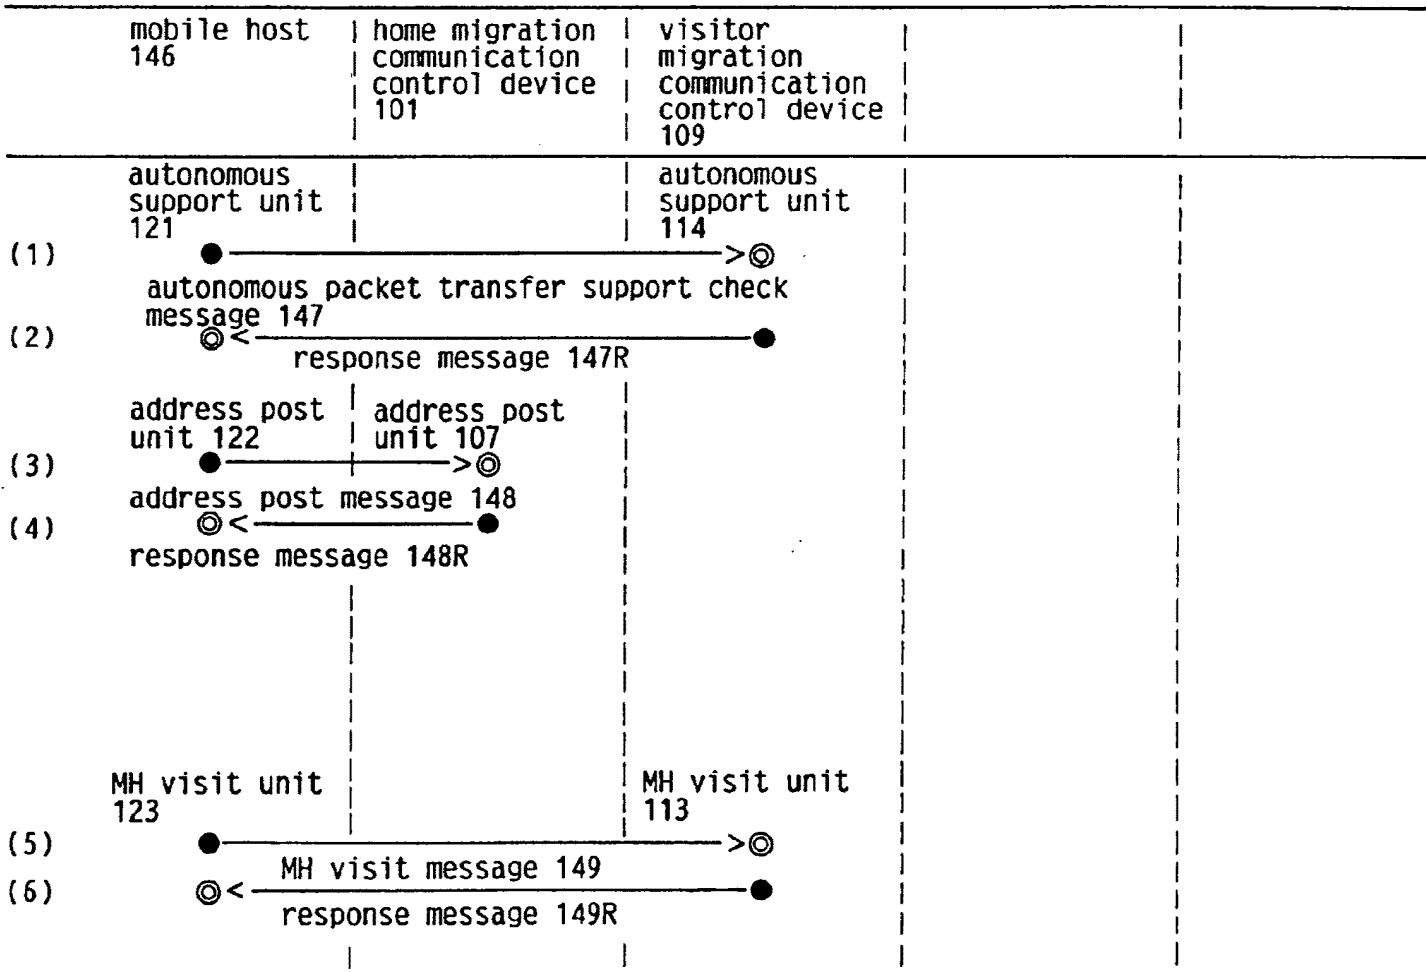 mobile host
146
home migration
communication
control device
101
visitor
migration
communication
control device
109
autonomous
support unit
121
autonomous
support unit
114
(1)
autonomous packet transfer support check
message 147
(2)
response message 147R
address post
unit 122
address post
unit 107
(3)
address post message 148
(4)
response message 148R
MH visit unit
123
MH visit unit
113
(5)
MH visit message 149
(6)
response message 149R